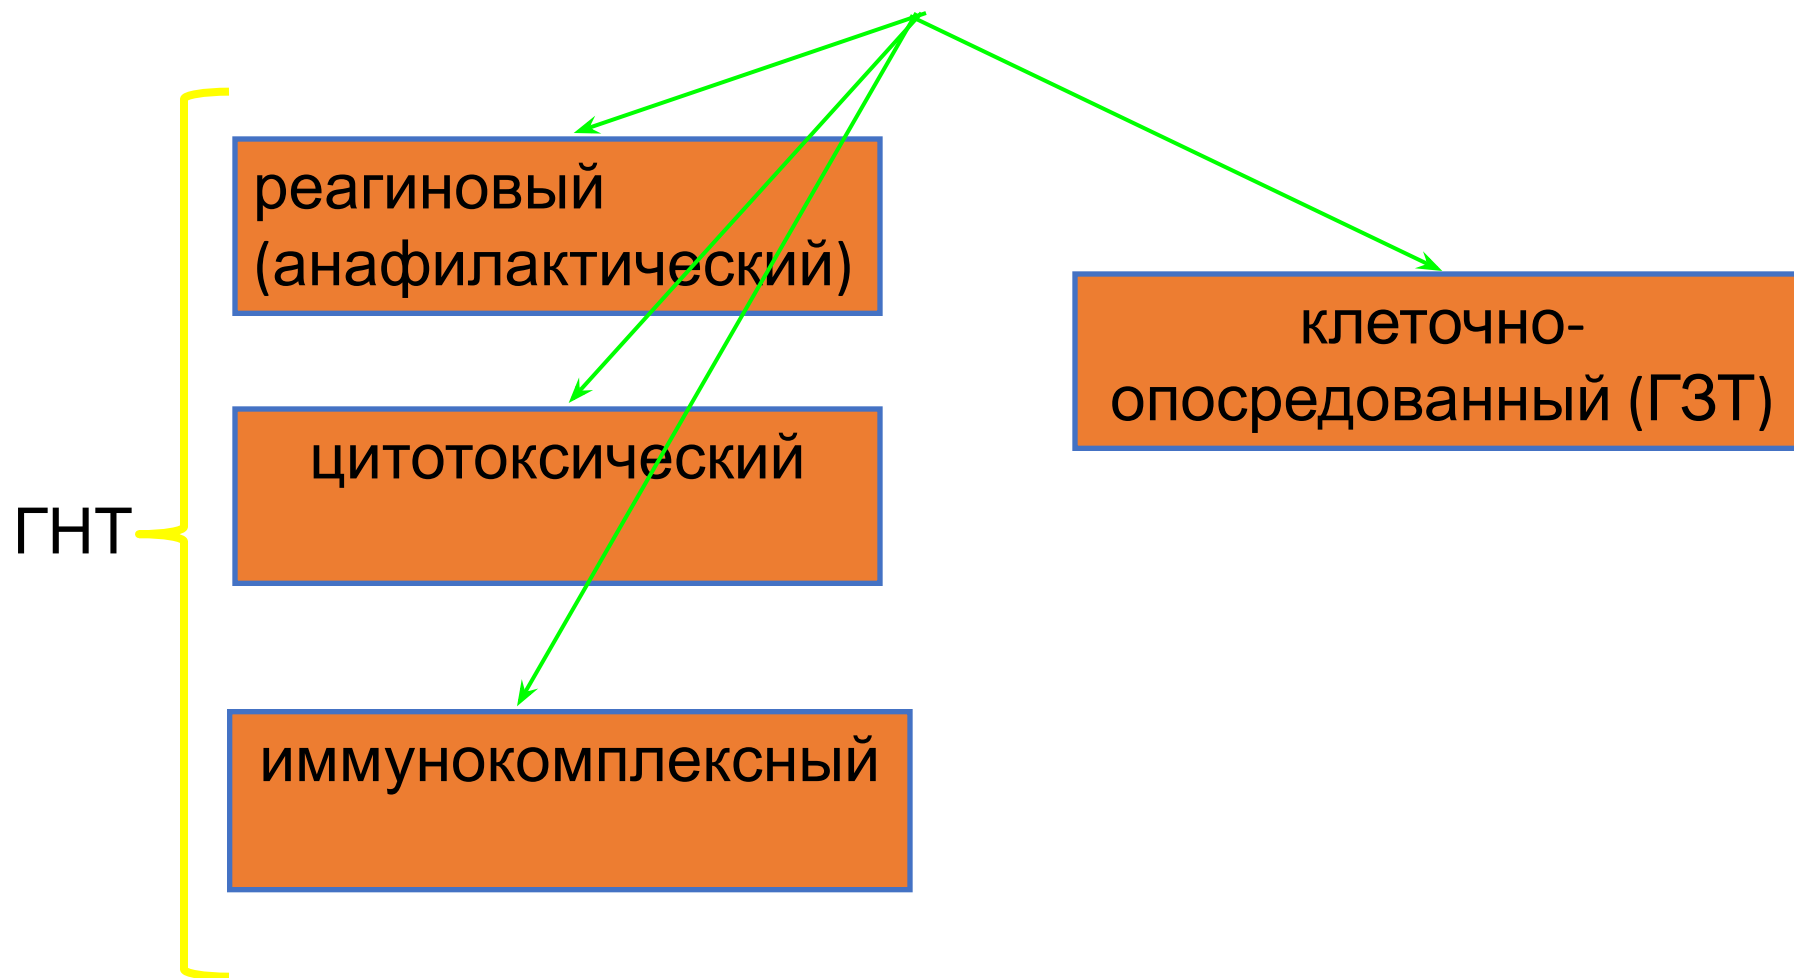 реагиновый
(анафилактический)
клеточно-
опосредованный (ГЗТ)
цитотоксический
ГНТ
иммунокомплексный